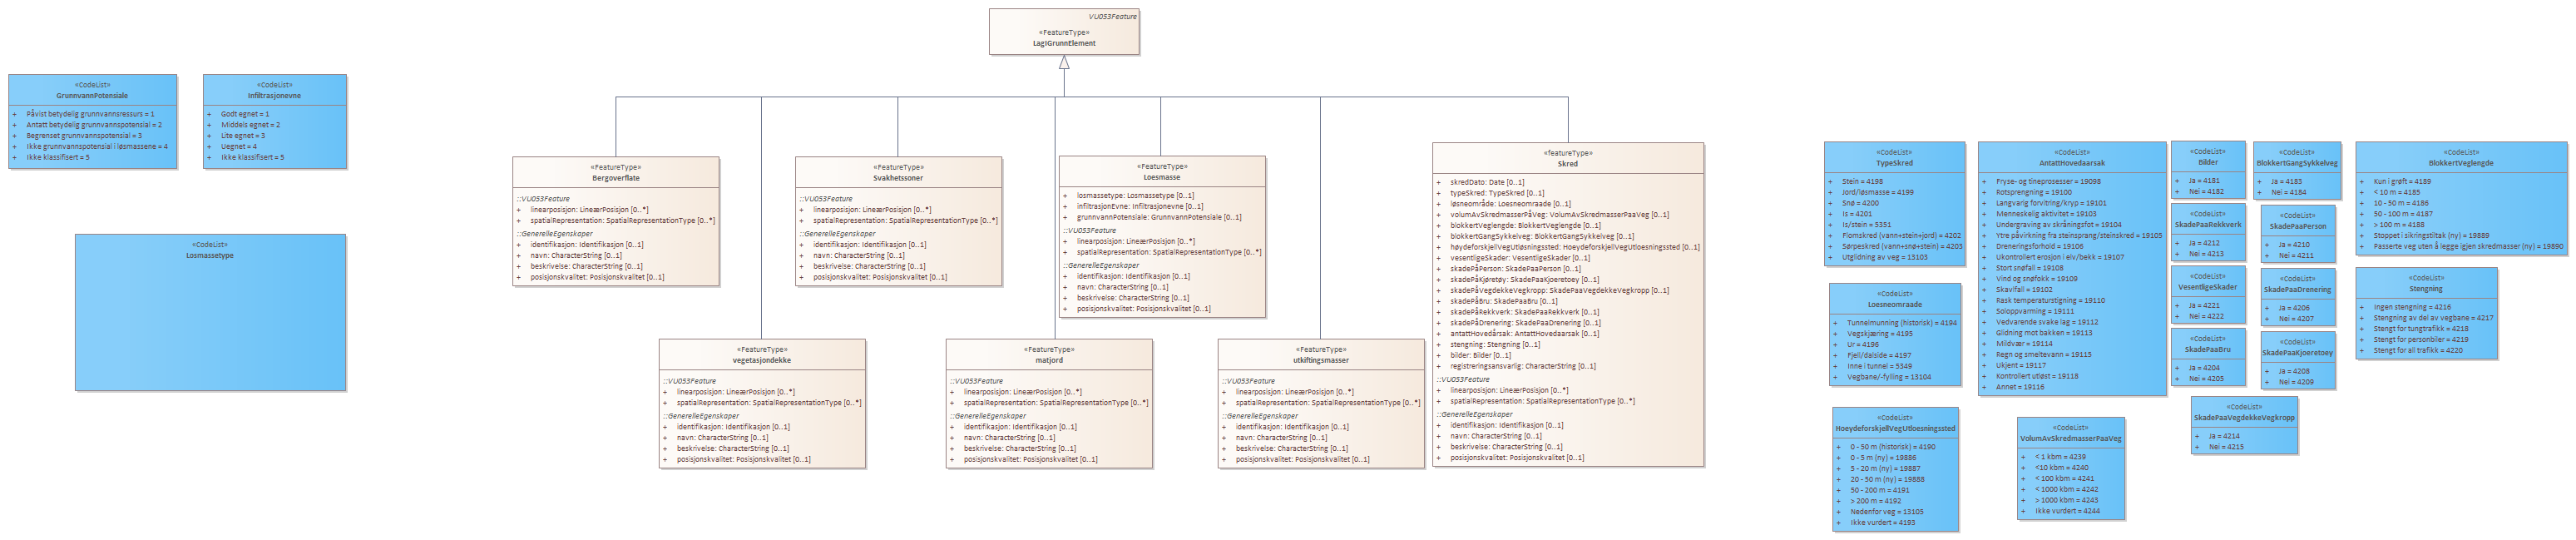 VU053Feature
«FeatureType»
LagIGrunnElement
«CodeList»
GrunnvannPotensiale
+ Påvist betydelig grunnvannsressurs = 1
+ Antatt betydelig grunnvannspotensial = 2
+ Begrenset grunnvannspotensial = 3
+ Ikke grunnvannspotensial i løsmassene = 4
+ Ikke klassifisert = 5
«CodeList»
Infiltrasjonevne
+ Godt egnet = 1
+ Middels egnet = 2
+ Lite egnet = 3
+ Uegnet = 4
+ Ikke klassifisert = 5
«CodeList»
Losmassetype
«FeatureType»
Bergoverflate
::VU053Feature
+ linearposisjon: LineærPosisjon [0..*]
+ spatialRepresentation: SpatialRepresentationType [0..*]
::GenerelleEgenskaper
+ identifikasjon: Identifikasjon [0..1]
+ navn: CharacterString [0..1]
+ beskrivelse: CharacterString [0..1]
+ posisjonskvalitet: Posisjonskvalitet [0..1]
«FeatureType»
Svakhetssoner
::VU053Feature
+ linearposisjon: LineærPosisjon [0..*]
+ spatialRepresentation: SpatialRepresentationType [0..*]
::GenerelleEgenskaper
+ identifikasjon: Identifikasjon [0..1]
+ navn: CharacterString [0..1]
+ beskrivelse: CharacterString [0..1]
+ posisjonskvalitet: Posisjonskvalitet [0..1]
«FeatureType»
Loesmasse
+ losmassetype: Losmassetype [0..1]
+ infiltrasjonEvne: Infiltrasjonevne [0..1]
+ grunnvannPotensiale: GrunnvannPotensiale [0..1]
::VU053Feature
+ linearposisjon: LineærPosisjon [0..*]
+ spatialRepresentation: SpatialRepresentationType [0..*]
::GenerelleEgenskaper
+ identifikasjon: Identifikasjon [0..1]
+ navn: CharacterString [0..1]
+ beskrivelse: CharacterString [0..1]
+ posisjonskvalitet: Posisjonskvalitet [0..1]
«FeatureType»
vegetasjondekke
::VU053Feature
+ linearposisjon: LineærPosisjon [0..*]
+ spatialRepresentation: SpatialRepresentationType [0..*]
::GenerelleEgenskaper
+ identifikasjon: Identifikasjon [0..1]
+ navn: CharacterString [0..1]
+ beskrivelse: CharacterString [0..1]
+ posisjonskvalitet: Posisjonskvalitet [0..1]
«FeatureType»
matjord
::VU053Feature
+ linearposisjon: LineærPosisjon [0..*]
+ spatialRepresentation: SpatialRepresentationType [0..*]
::GenerelleEgenskaper
+ identifikasjon: Identifikasjon [0..1]
+ navn: CharacterString [0..1]
+ beskrivelse: CharacterString [0..1]
+ posisjonskvalitet: Posisjonskvalitet [0..1]
«FeatureType»
utkiftingsmasser
::VU053Feature
+ linearposisjon: LineærPosisjon [0..*]
+ spatialRepresentation: SpatialRepresentationType [0..*]
::GenerelleEgenskaper
+ identifikasjon: Identifikasjon [0..1]
+ navn: CharacterString [0..1]
+ beskrivelse: CharacterString [0..1]
+ posisjonskvalitet: Posisjonskvalitet [0..1]
«featureType»
Skred
+ skredDato: Date [0..1]
+ typeSkred: TypeSkred [0..1]
+ løsneområde: Loesneomraade [0..1]
+ volumAvSkredmasserPåVeg: VolumAvSkredmasserPaaVeg [0..1]
+ blokkertVeglengde: BlokkertVeglengde [0..1]
+ blokkertGangSykkelveg: BlokkertGangSykkelveg [0..1]
+ høydeforskjellVegUtløsningssted: HoeydeforskjellVegUtloesningssted [0..1]
+ vesentligeSkader: VesentligeSkader [0..1]
+ skadePåPerson: SkadePaaPerson [0..1]
+ skadePåKjøretøy: SkadePaaKjoeretoey [0..1]
+ skadePåVegdekkeVegkropp: SkadePaaVegdekkeVegkropp [0..1]
+ skadePåBru: SkadePaaBru [0..1]
+ skadePåRekkverk: SkadePaaRekkverk [0..1]
+ skadePåDrenering: SkadePaaDrenering [0..1]
+ antattHovedårsak: AntattHovedaarsak [0..1]
+ stengning: Stengning [0..1]
+ bilder: Bilder [0..1]
+ registreringsansvarlig: CharacterString [0..1]
::VU053Feature
+ linearposisjon: LineærPosisjon [0..*]
+ spatialRepresentation: SpatialRepresentationType [0..*]
::GenerelleEgenskaper
+ identifikasjon: Identifikasjon [0..1]
+ navn: CharacterString [0..1]
+ beskrivelse: CharacterString [0..1]
+ posisjonskvalitet: Posisjonskvalitet [0..1]
«CodeList»
TypeSkred
+ Stein = 4198
+ Jord/løsmasse = 4199
+ Snø = 4200
+ Is = 4201
+ Is/stein = 5351
+ Flomskred (vann+stein+jord) = 4202
+ Sørpeskred (vann+snø+stein) = 4203
+ Utglidning av veg = 13103
«CodeList»
Loesneomraade
+ Tunnelmunning (historisk) = 4194
+ Vegskjæring = 4195
+ Ur = 4196
+ Fjell/dalside = 4197
+ Inne i tunnel = 5349
+ Vegbane/-fylling = 13104
«CodeList»
HoeydeforskjellVegUtloesningssted
+ 0 - 50 m (historisk) = 4190
+ 0 - 5 m (ny) = 19886
+ 5 - 20 m (ny) = 19887
+ 20 - 50 m (ny) = 19888
+ 50 - 200 m = 4191
+ > 200 m = 4192
+ Nedenfor veg = 13105
+ Ikke vurdert = 4193
«CodeList»
AntattHovedaarsak
+ Fryse- og tineprosesser = 19098
+ Rotsprengning = 19100
+ Langvarig forvitring/kryp = 19101
+ Menneskelig aktivitet = 19103
+ Undergraving av skråningsfot = 19104
+ Ytre påvirkning fra steinsprang/steinskred = 19105
+ Dreneringsforhold = 19106
+ Ukontrollert erosjon i elv/bekk = 19107
+ Stort snøfall = 19108
+ Vind og snøfokk = 19109
+ Skavlfall = 19102
+ Rask temperaturstigning = 19110
+ Soloppvarming = 19111
+ Vedvarende svake lag = 19112
+ Glidning mot bakken = 19113
+ Mildvær = 19114
+ Regn og smeltevann = 19115
+ Ukjent = 19117
+ Kontrollert utløst = 19118
+ Annet = 19116
«CodeList»
VolumAvSkredmasserPaaVeg
+ < 1 kbm = 4239
+ <10 kbm = 4240
+ < 100 kbm = 4241
+ < 1000 kbm = 4242
+ > 1000 kbm = 4243
+ Ikke vurdert = 4244
«CodeList»
Bilder
+ Ja = 4181
+ Nei = 4182
«CodeList»
SkadePaaRekkverk
+ Ja = 4212
+ Nei = 4213
«CodeList»
VesentligeSkader
+ Ja = 4221
+ Nei = 4222
«CodeList»
SkadePaaBru
+ Ja = 4204
+ Nei = 4205
«CodeList»
BlokkertGangSykkelveg
+ Ja = 4183
+ Nei = 4184
«CodeList»
SkadePaaPerson
+ Ja = 4210
+ Nei = 4211
«CodeList»
SkadePaaDrenering
+ Ja = 4206
+ Nei = 4207
«CodeList»
SkadePaaKjoeretoey
+ Ja = 4208
+ Nei = 4209
«CodeList»
SkadePaaVegdekkeVegkropp
+ Ja = 4214
+ Nei = 4215
«CodeList»
BlokkertVeglengde
+ Kun i grøft = 4189
+ < 10 m = 4185
+ 10 - 50 m = 4186
+ 50 - 100 m = 4187
+ > 100 m = 4188
+ Stoppet i sikringstiltak (ny) = 19889
+ Passerte veg uten å legge igjen skredmasser (ny) = 19890
«CodeList»
Stengning
+ Ingen stengning = 4216
+ Stengning av del av vegbane = 4217
+ Stengt for tungtrafikk = 4218
+ Stengt for personbiler = 4219
+ Stengt for all trafikk = 4220